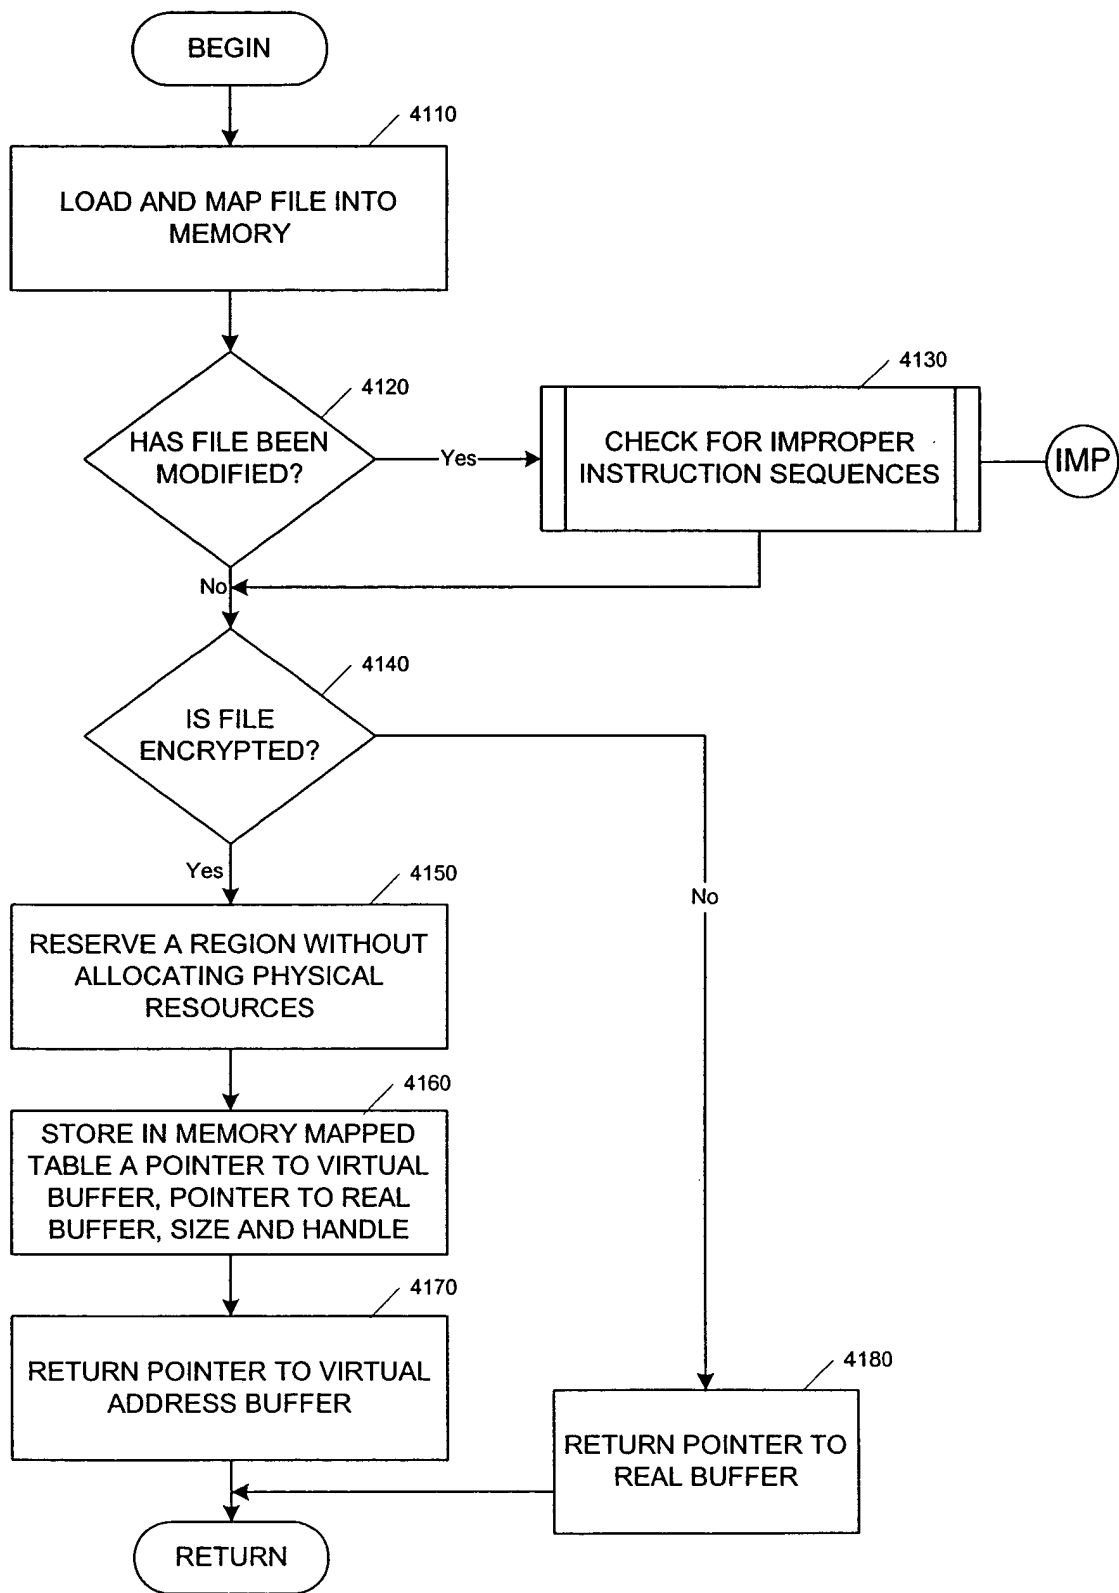 BEGIN
4110
LOAD AND MAP FILE INTO
MEMORY
4120
HAS FILE BEEN
MODIFIED?
Yes
4130
CHECK FOR IMPROPER
INSTRUCTION SEQUENCES
IMP
No
4140
IS FILE
ENCRYPTED?
Yes
No
4150
RESERVE A REGION WITHOUT
ALLOCATING PHYSICAL
RESOURCES
4160
STORE IN MEMORY MAPPED
TABLE A POINTER TO VIRTUAL
BUFFER, POINTER TO REAL
BUFFER, SIZE AND HANDLE
4170
RETURN POINTER TO VIRTUAL
ADDRESS BUFFER
4180
RETURN POINTER TO
REAL BUFFER
RETURN